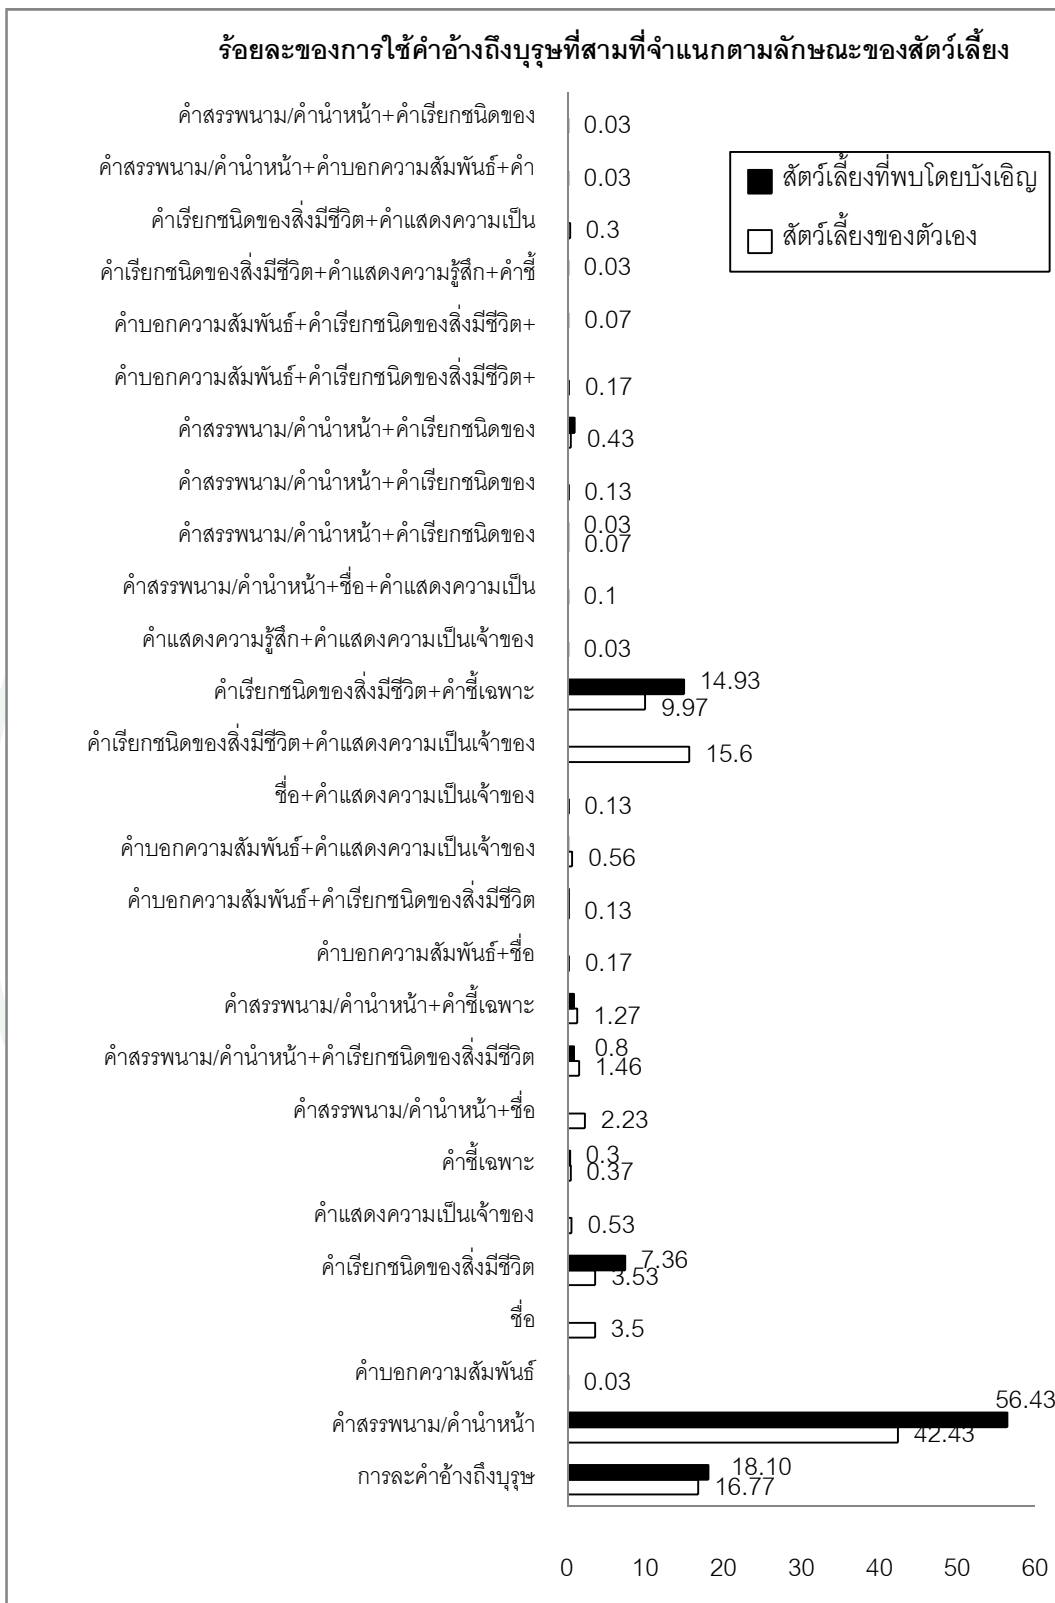 ร้อยละของการใช้คำอ้างถึงบุรุษที่สามที่จำแนกตามลักษณะของสัตว์เลี้ยง
คำสรรพนาม/คำนำหน้า+คำเรียกชนิดของ
0.03
คำสรรพนาม/คำนำหน้า+คำบอกความสัมพันธ์+คำ
0.03
สัตว์เลี้ยงที่พบโดยบังเอิญ
สัตว์เลี้ยงของตัวเอง
คำเรียกชนิดของสิ่งมีชีวิต+คำแสดงความเป็น
0.3
คำเรียกชนิดของสิ่งมีชีวิต+คำแสดงความรู้สึก+คำชี้
0.03
คำบอกความสัมพันธ์+คำเรียกชนิดของสิ่งมีชีวิต+
0.07
คำบอกความสัมพันธ์+คำเรียกชนิดของสิ่งมีชีวิต+
0.17
คำสรรพนาม/คำนำหน้า+คำเรียกชนิดของ
0.43
คำสรรพนาม/คำนำหน้า+คำเรียกชนิดของ
0.13
คำสรรพนาม/คำนำหน้า+คำเรียกชนิดของ
0.03
0.07
คำสรรพนาม/คำนำหน้า+ชื่อ+คำแสดงความเป็น
0.1
คำแสดงความรู้สึก+คำแสดงความเป็นเจ้าของ
0.03
คำเรียกชนิดของสิ่งมีชีวิต+คำชี้เฉพาะ
14.93
9.97
คำเรียกชนิดของสิ่งมีชีวิต+คำแสดงความเป็นเจ้าของ
15.6
ชื่อ+คำแสดงความเป็นเจ้าของ
0.13
คำบอกความสัมพันธ์+คำแสดงความเป็นเจ้าของ
0.56
คำบอกความสัมพันธ์+คำเรียกชนิดของสิ่งมีชีวิต
0.13
คำบอกความสัมพันธ์+ชื่อ
0.17
คำสรรพนาม/คำนำหน้า+คำชี้เฉพาะ
1.27
คำสรรพนาม/คำนำหน้า+คำเรียกชนิดของสิ่งมีชีวิต
0.8
1.46
คำสรรพนาม/คำนำหน้า+ชื่อ
2.23
คำชี้เฉพาะ
0.3
0.37
คำแสดงความเป็นเจ้าของ
0.53
คำเรียกชนิดของสิ่งมีชีวิต
7.36
3.53
ชื่อ
3.5
คำบอกความสัมพันธ์
0.03
คำสรรพนาม/คำนำหน้า
56.43
42.43
การละคำอ้างถึงบุรุษ
18.10
16.77
0 10 20 30 40 50 60